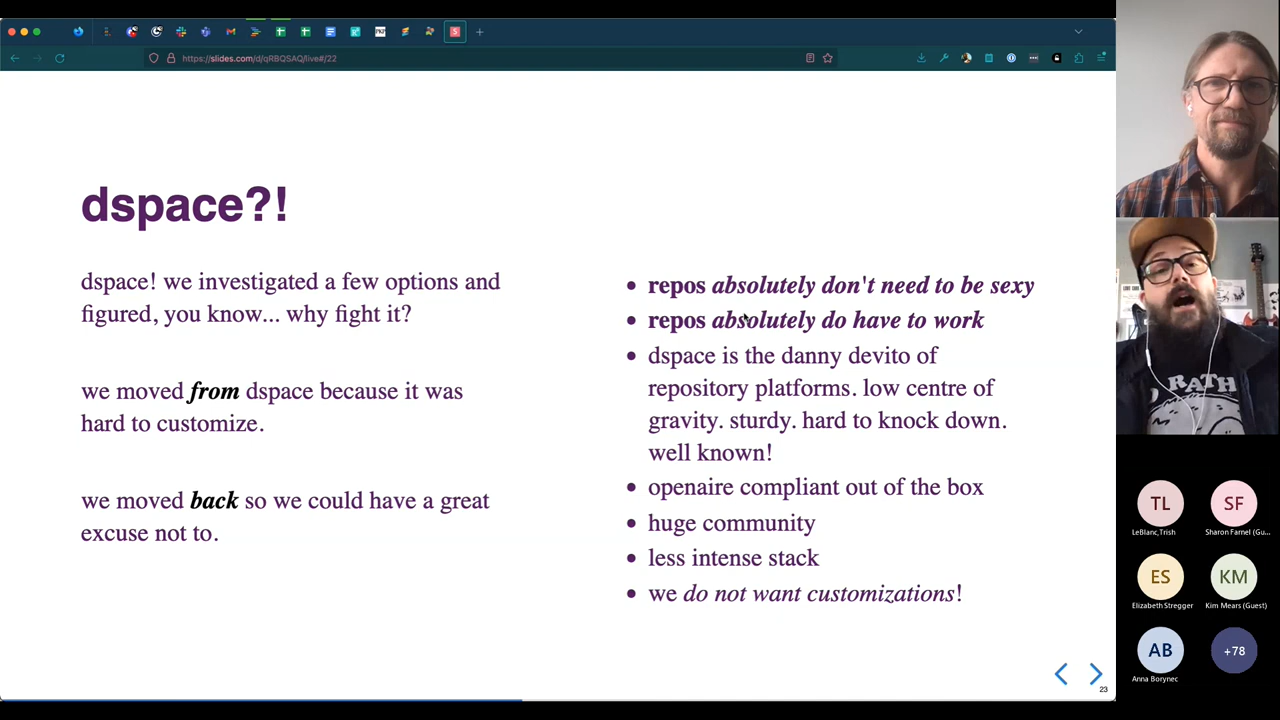 https://slides.com/d/qRBQSAQ/live#/22
dspace?!
dspace! we investigated a few options and
figured, you know... why fight it?
we moved from dspace because it was
hard to customize.
we moved back so we could have a great
excuse not to.
• repos absolutely don't need to be sexy
• repos absolutely do have to work
• dspace is the danny devito of
repository platforms. low centre of
gravity. sturdy. hard to knock down.
well known!
• openaire compliant out of the box
• huge community
• less intense stack
• we do not want customizations!
23
RATH
TL
LeBlanc,Trish
SF
Sharon Farnel (Gu...
ES
Elizabeth Stregger
KM
Kim Mears (Guest)
AB
Anna Borynec
+78